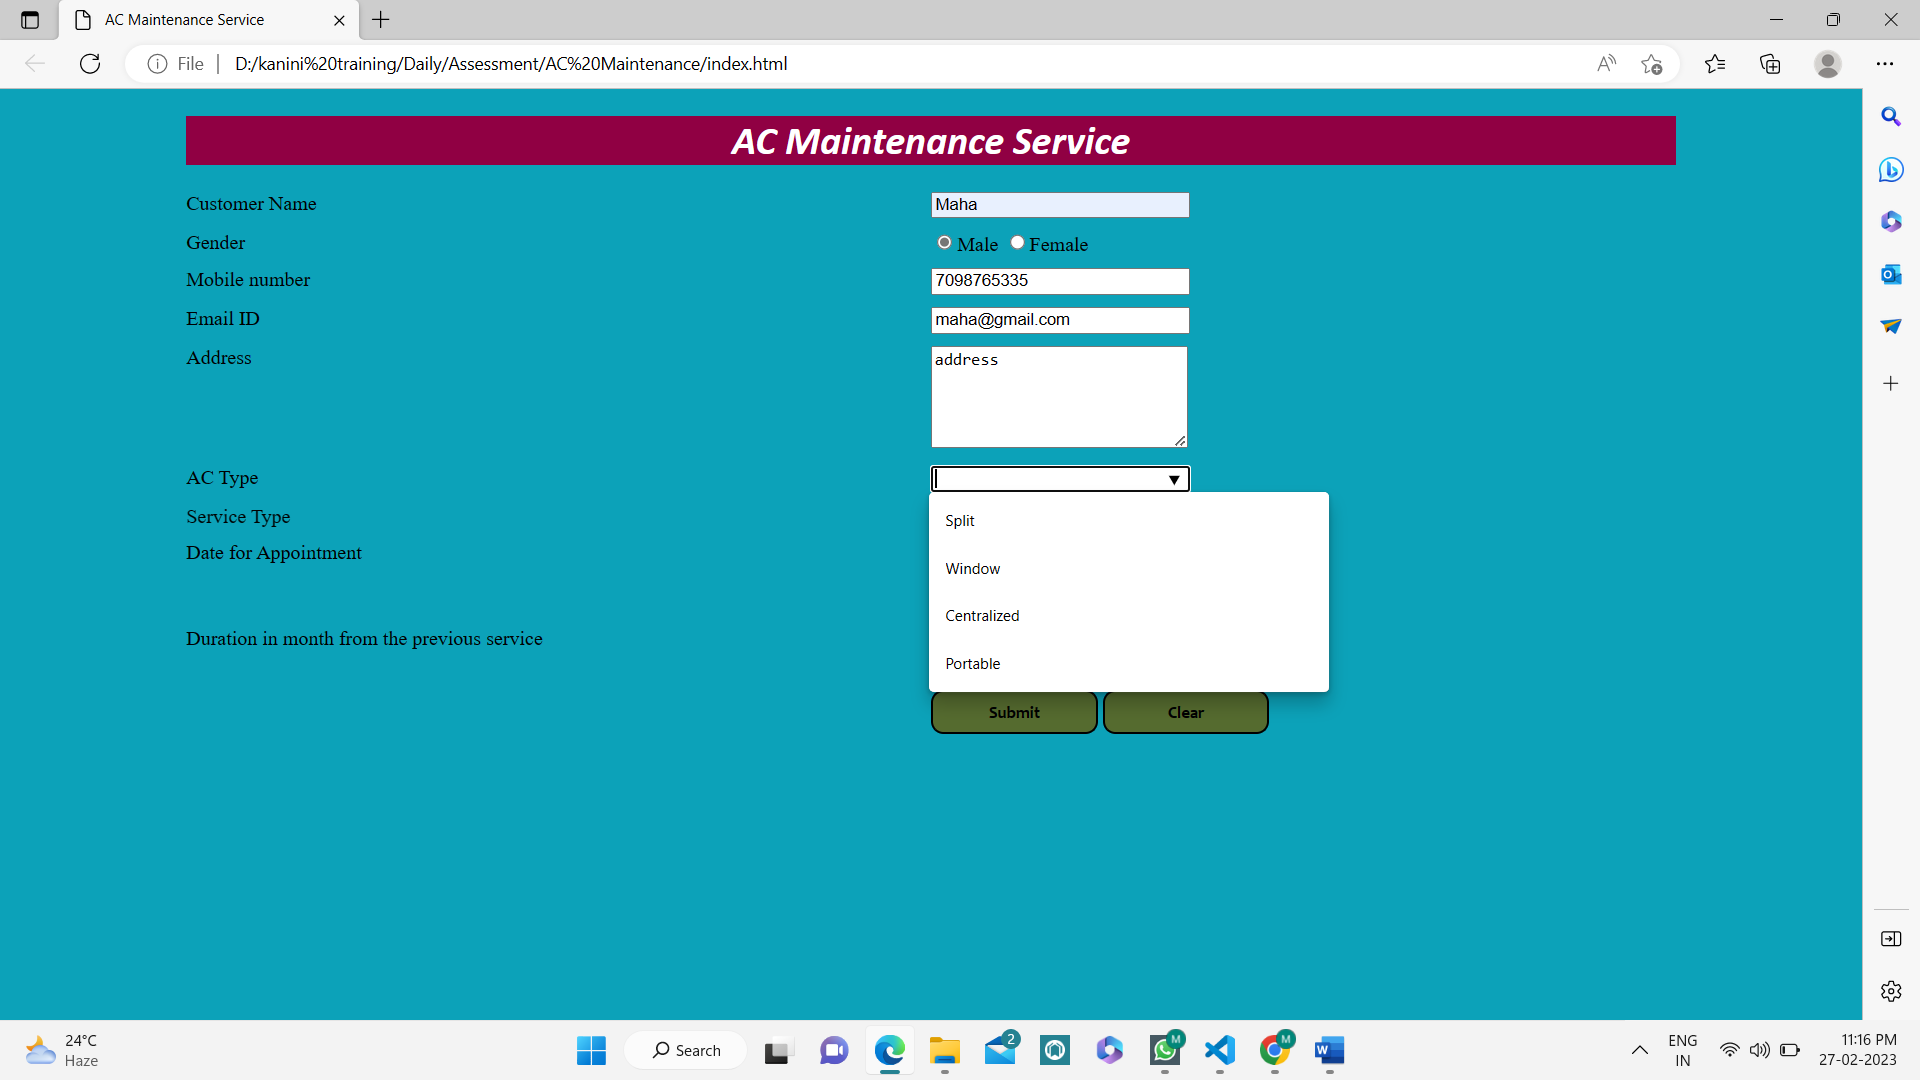 AC Maintenance Service
File
D:/kanini%20training/Daily/Assessment/AC%20Maintenance/index.html
AC Maintenance Service
Customer Name
Maha
Gender
Male Female
Mobile number
7098765335
Email ID
maha@gmail.com
Address
address
AC Type
Service Type
Date for Appointment
Duration in month from the previous service
Split
Window
Centralized
Portable
Submit
Clear
24°C
Haze
Search
2
M
M
ENG
IN
11:16 PM
27-02-2023